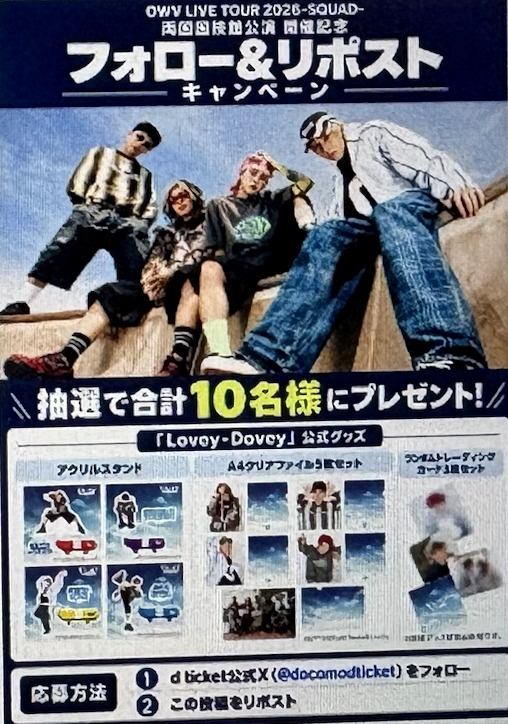 OWV LIVE TOUR 2026 -SQUAD-
両国国技館公演 開催記念
フォロー&リポスト
キャンペーン
抽選で合計10名様にプレゼント!
「Lovey-Dovey」公式グッズ
アクリルスタンド
A4クリアファイル5枚セット
ランダムトレーディング
カード3種セット
応募方法
1 d ticket公式X(@docomodticket)をフォロー
2 この投稿をリポスト